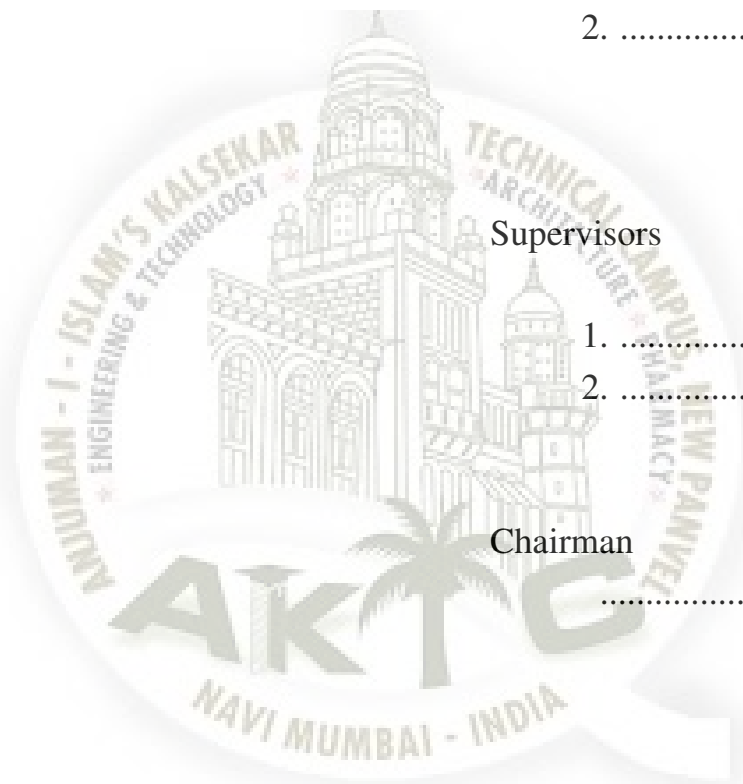 2. ..............
ANJUMAN - I - ISLAM'S KALSEKAR TECHNICAL CAMPUS, NEW PANVEL
ENGINEERING & TECHNOLOGY * ARCHITECTURE * PHARMACY
Supervisors
1. ..............
2. ..............
Chairman
.................
AKTC
NAVI MUMBAI - INDIA